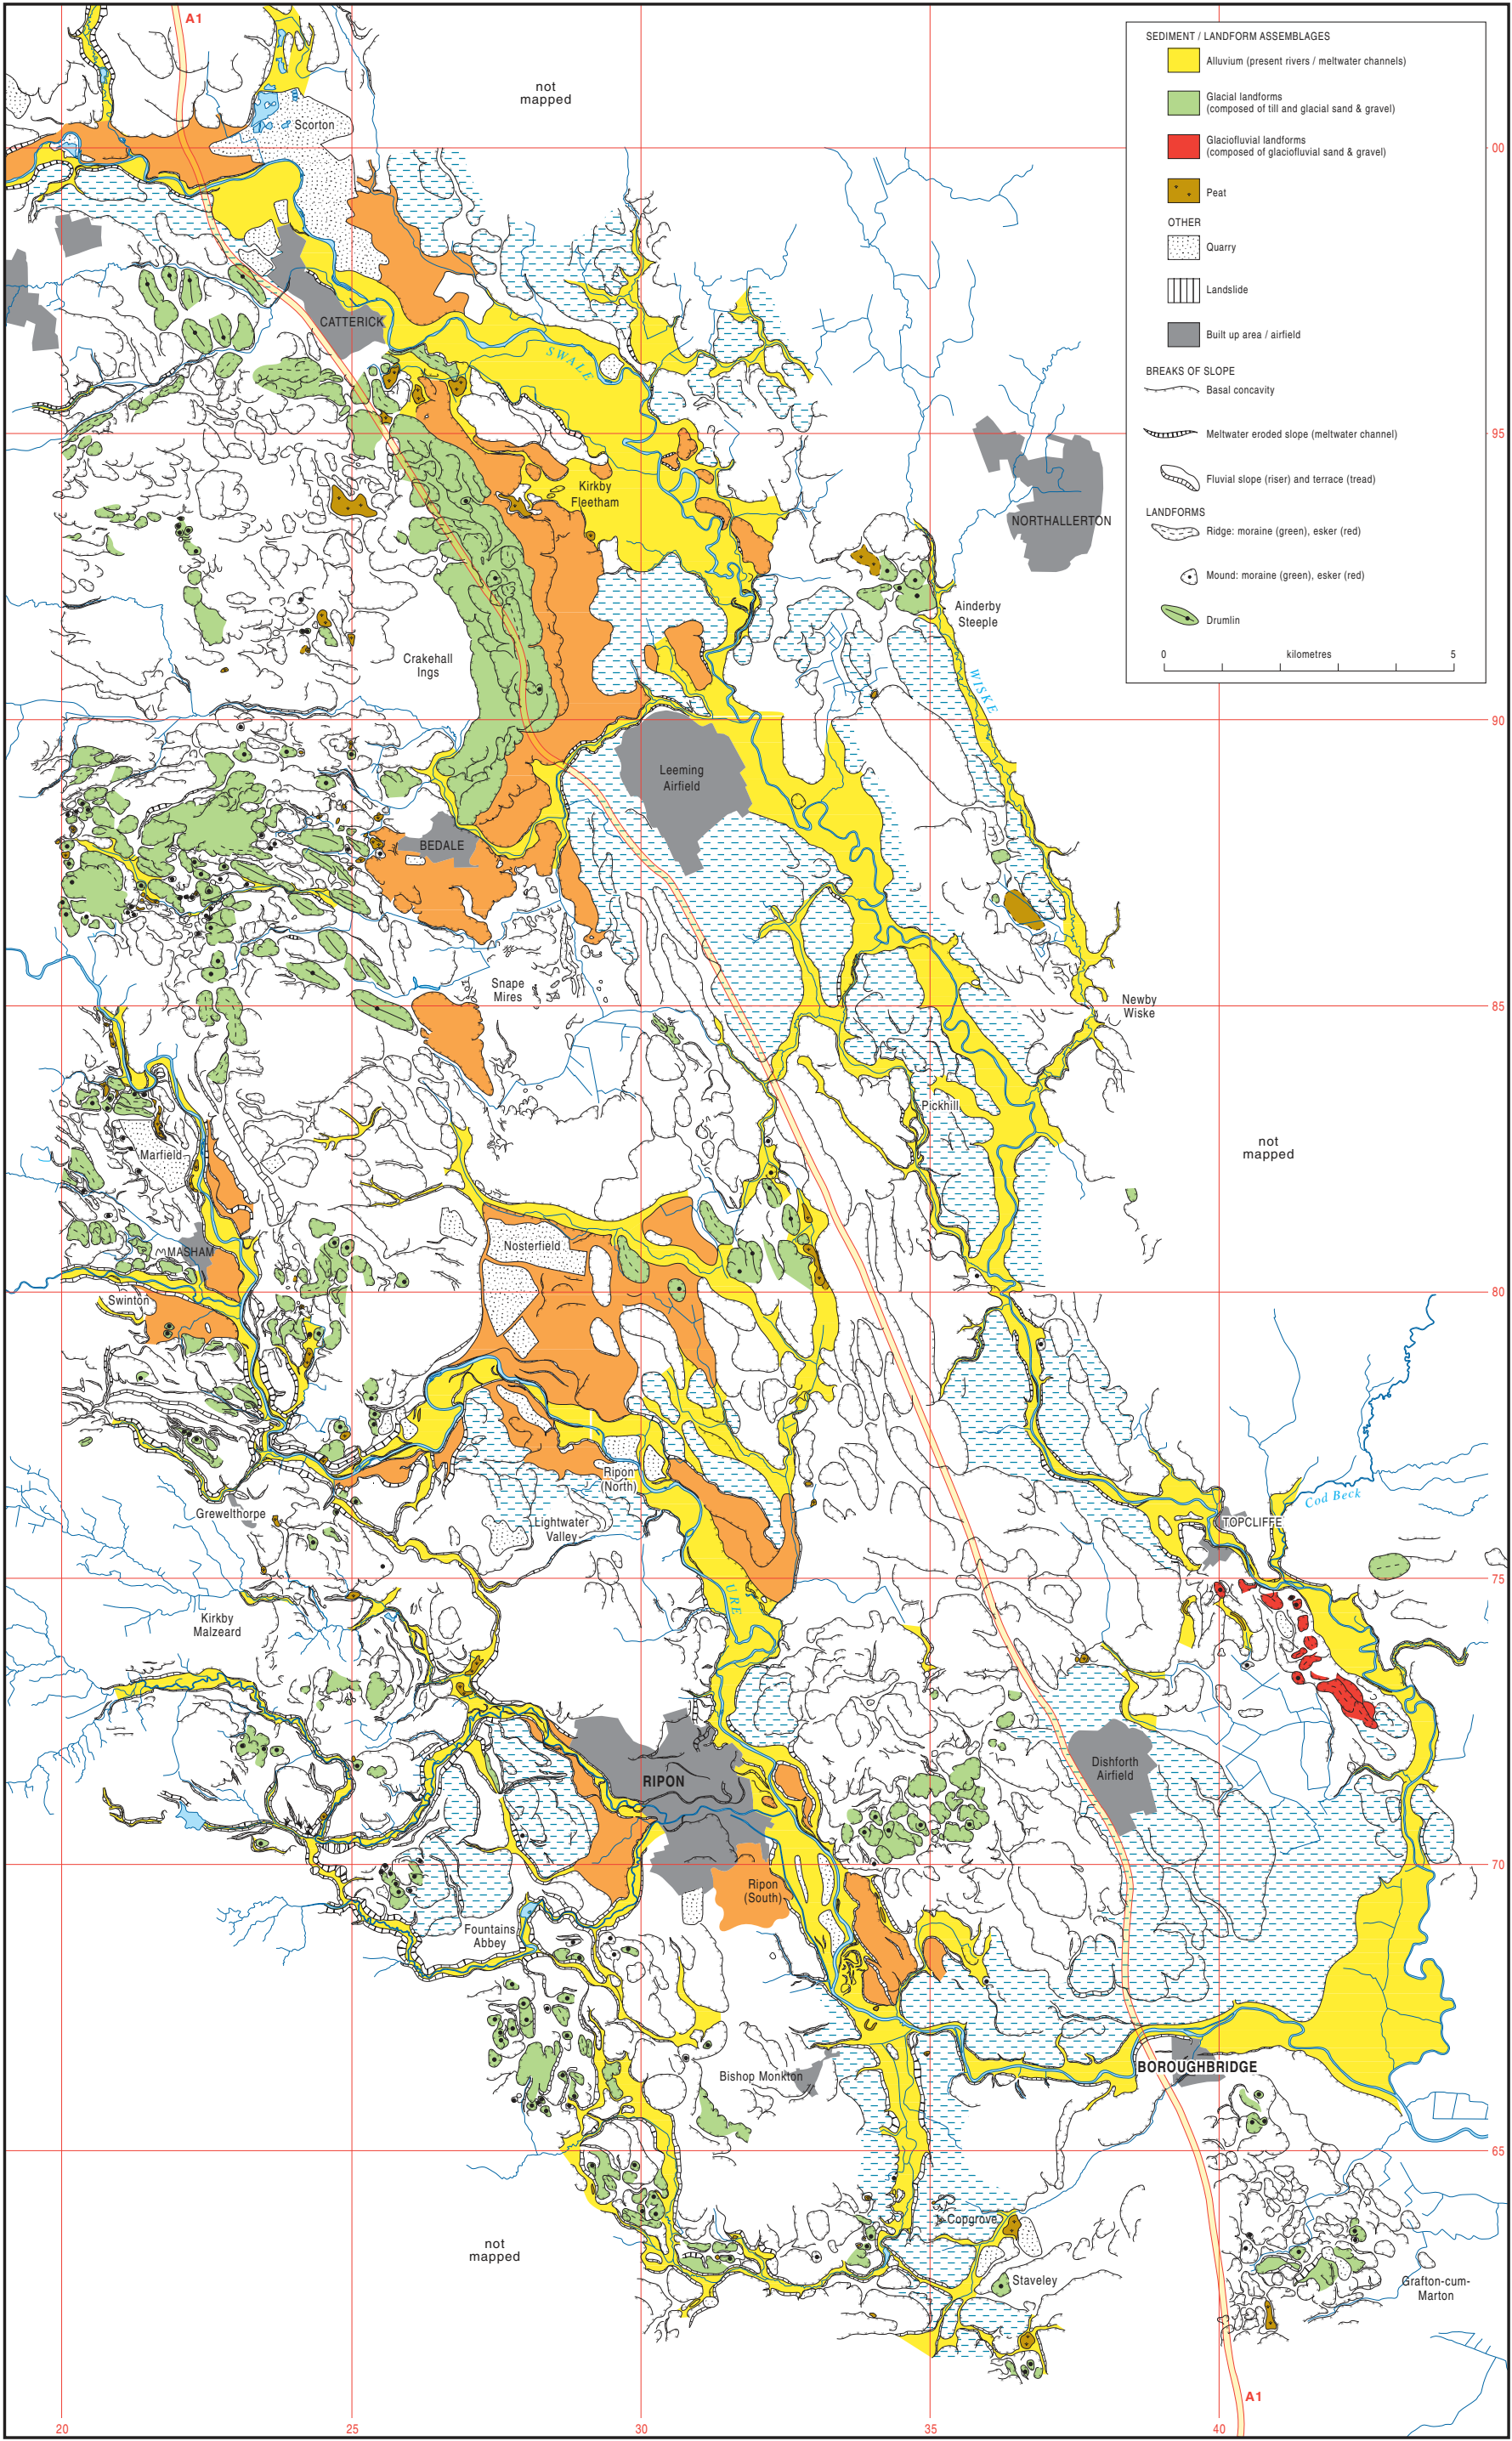 A1
not
mapped
Scorton
CATTERICK
SWALE
Kirkby
Fleetham
NORTHALLERTON
Ainderby
Steeple
WISKE
Crakehall
Ings
Leeming
Airfield
BEDALE
Snape
Mires
Newby
Wiske
Pickhill
not
mapped
Marfield
MASHAM
Nosterfield
Swinton
Ripon
(North)
Cod Beck
Grewelthorpe
Lightwater
Valley
TOPCLIFFE
URE
Kirkby
Malzeard
RIPON
Dishforth
Airfield
Ripon
(South)
Fountains
Abbey
Bishop Monkton
BOROUGHBRIDGE
Copgrove
not
mapped
Staveley
Grafton-cum-
Marton
A1
SEDIMENT / LANDFORM ASSEMBLAGES
Alluvium (present rivers / meltwater channels)
Glacial landforms
(composed of till and glacial sand & gravel)
Glaciofluvial landforms
(composed of glaciofluvial sand & gravel)
Peat
OTHER
Quarry
Landslide
Built up area / airfield
BREAKS OF SLOPE
Basal concavity
Meltwater eroded slope (meltwater channel)
Fluvial slope (riser) and terrace (tread)
LANDFORMS
Ridge: moraine (green), esker (red)
Mound: moraine (green), esker (red)
Drumlin
0 kilometres 5
00
95
90
85
80
75
70
65
20 25 30 35 40